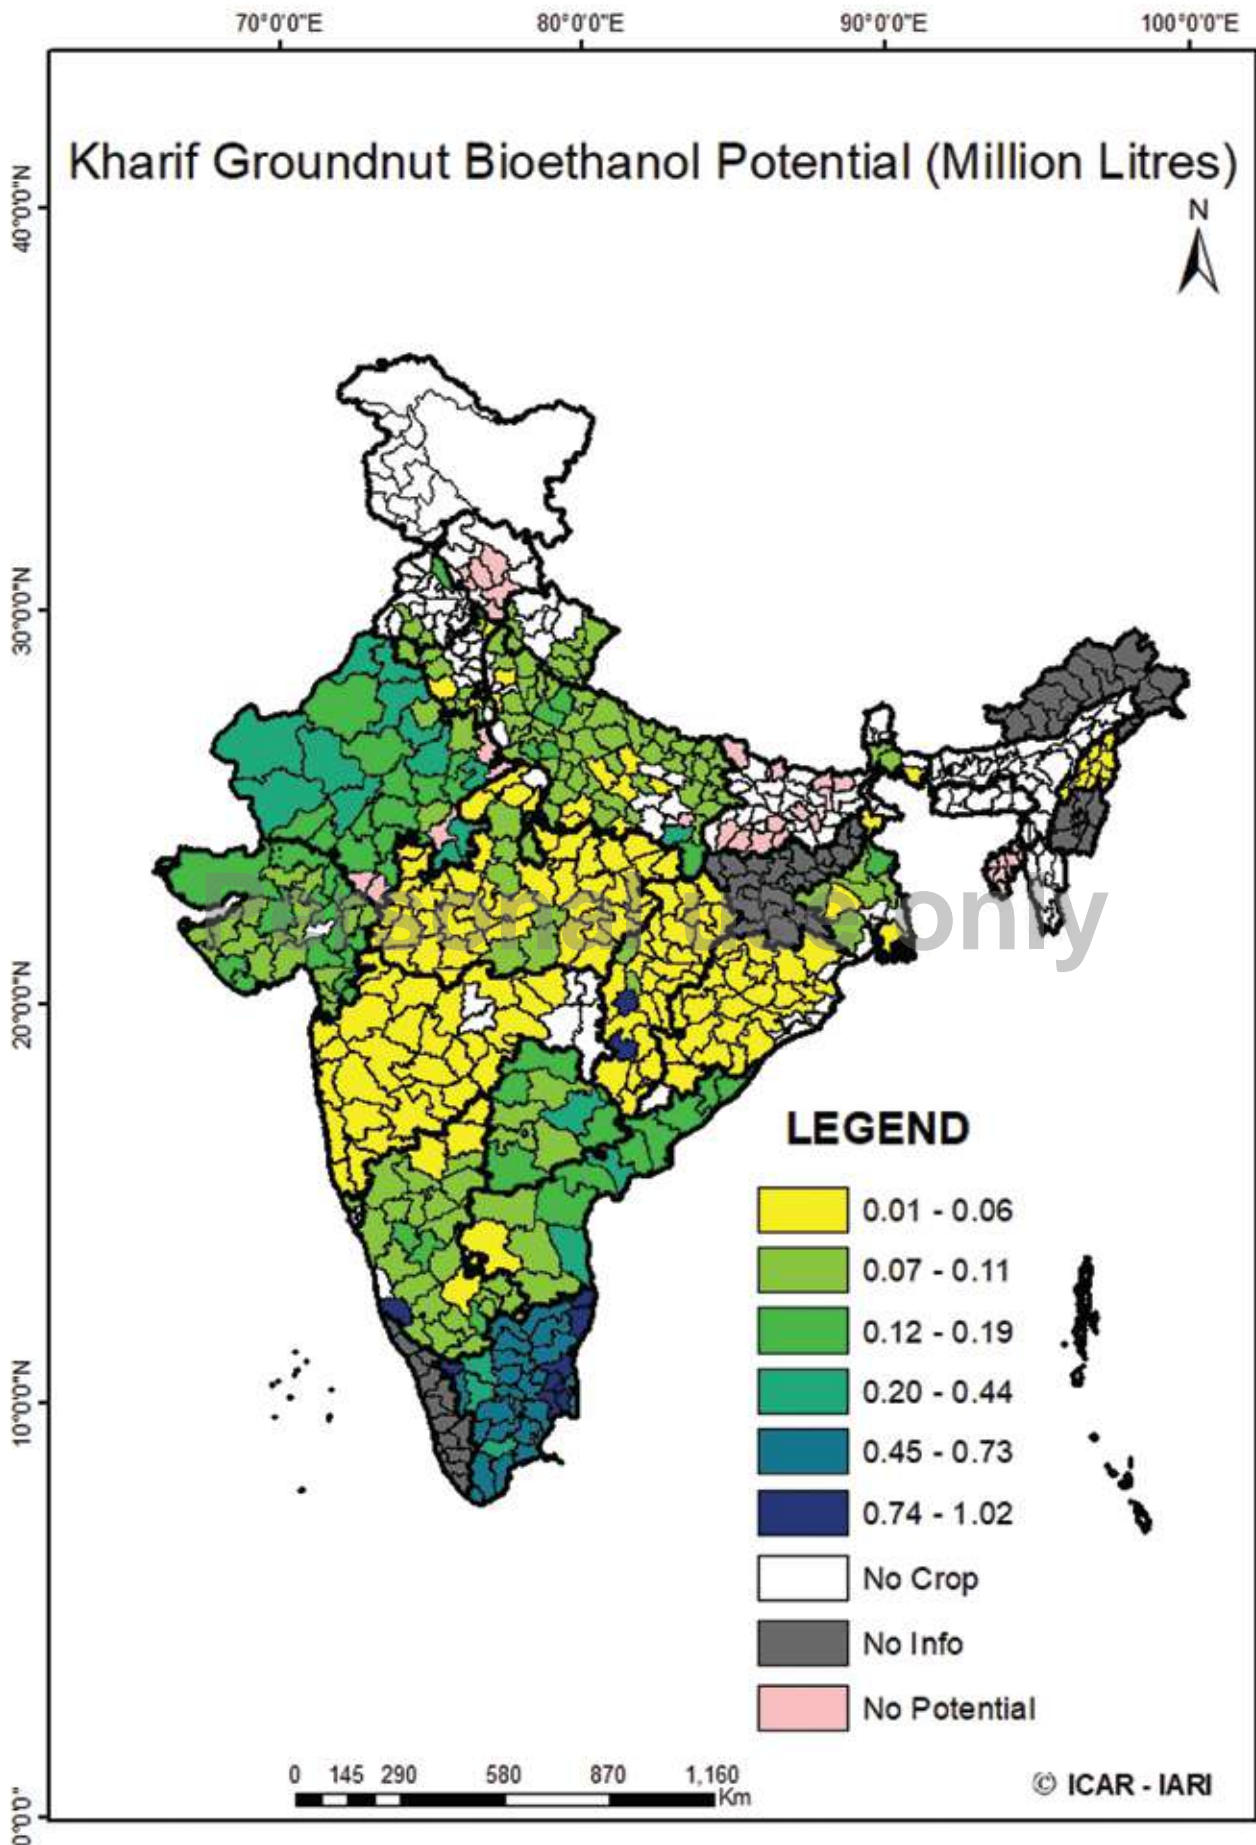 70°0'0"E 80°0'0"E 90°0'0"E 100°0'0"E
Kharif Groundnut Bioethanol Potential (Million Litres)
N
40°0'0"N
30°0'0"N
20°0'0"N
10°0'0"N
Personal use only
LEGEND
0.01 - 0.06
0.07 - 0.11
0.12 - 0.19
0.20 - 0.44
0.45 - 0.73
0.74 - 1.02
No Crop
No Info
No Potential
0 145 290 580 870 1,160
Km
© ICAR - IARI